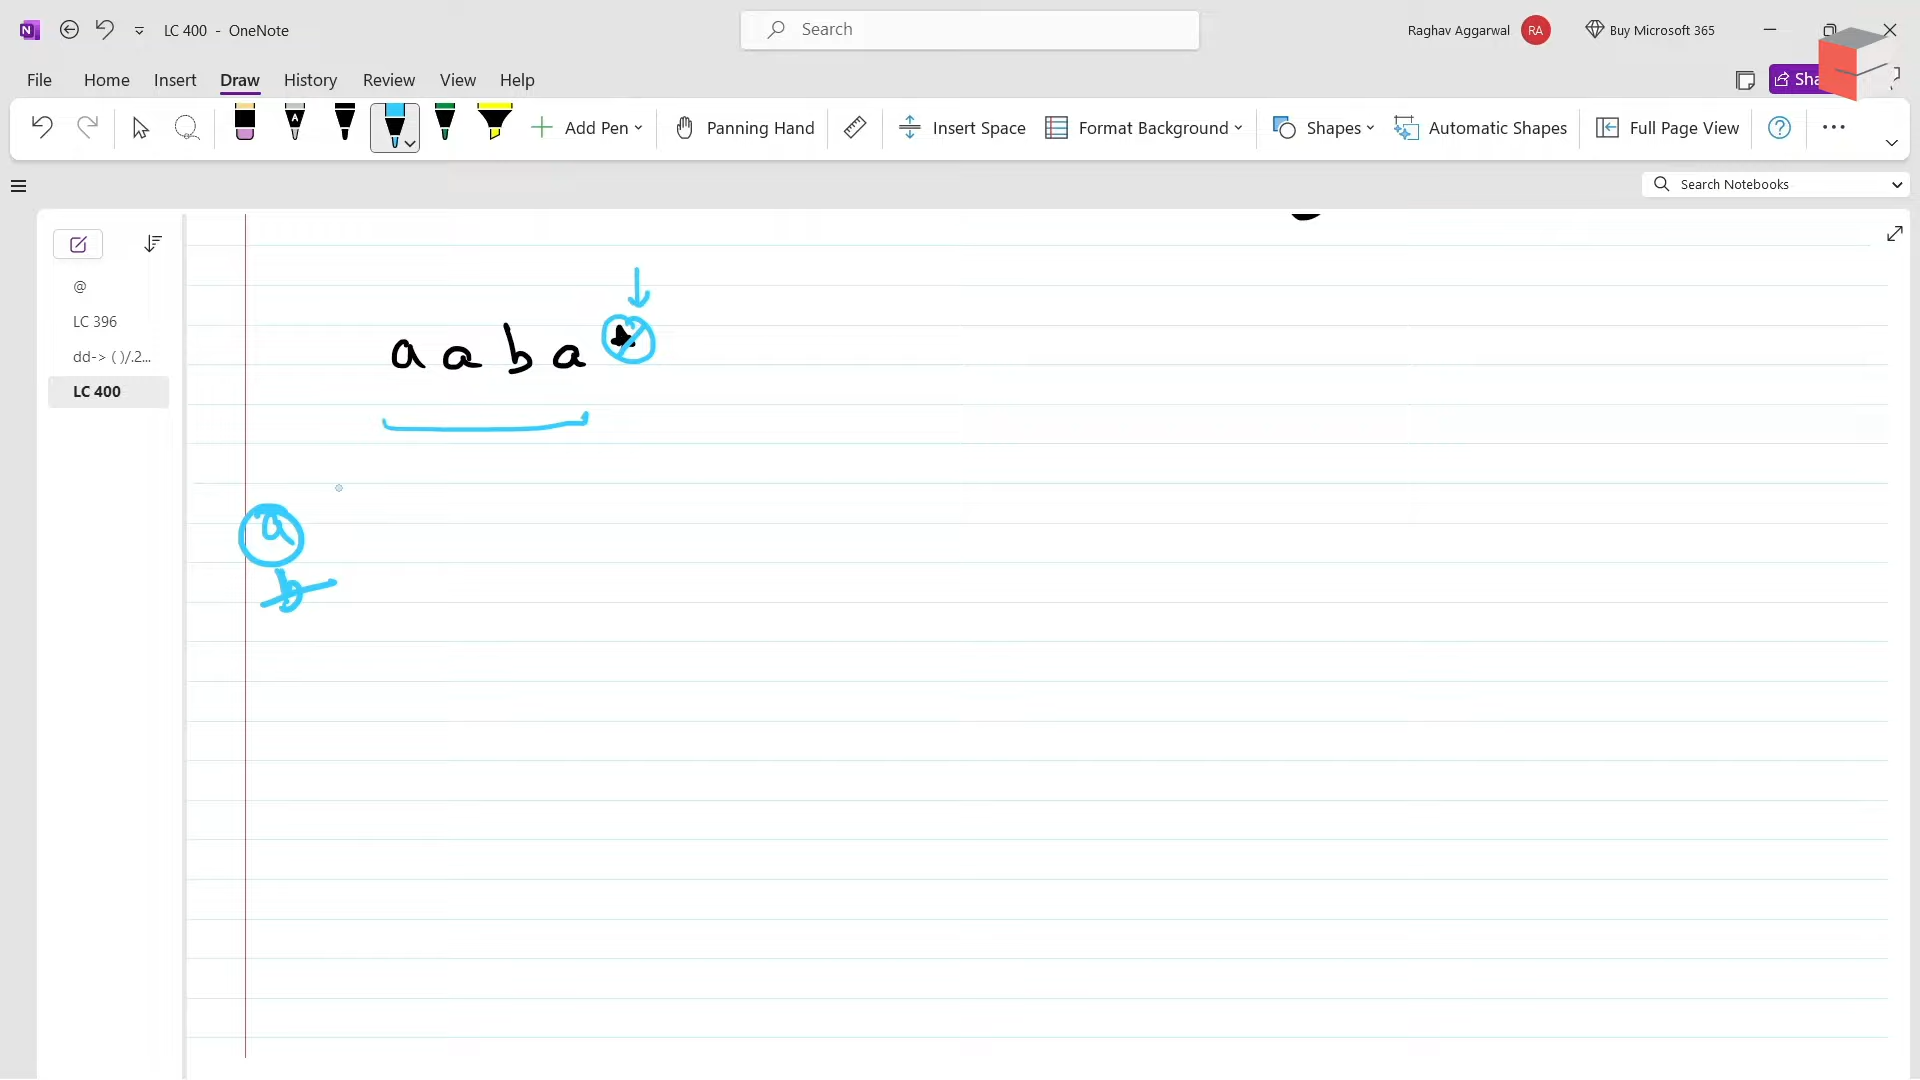 LC 400 - OneNote
Search
Raghav Aggarwal RA
Buy Microsoft 365
File Home Insert Draw History Review View Help
Add Pen Panning Hand Insert Space Format Background Shapes Automatic Shapes Full Page View
Search Notebooks
@
LC 396
dd-> ( )/.2...
LC 400
a a b a *
a
b